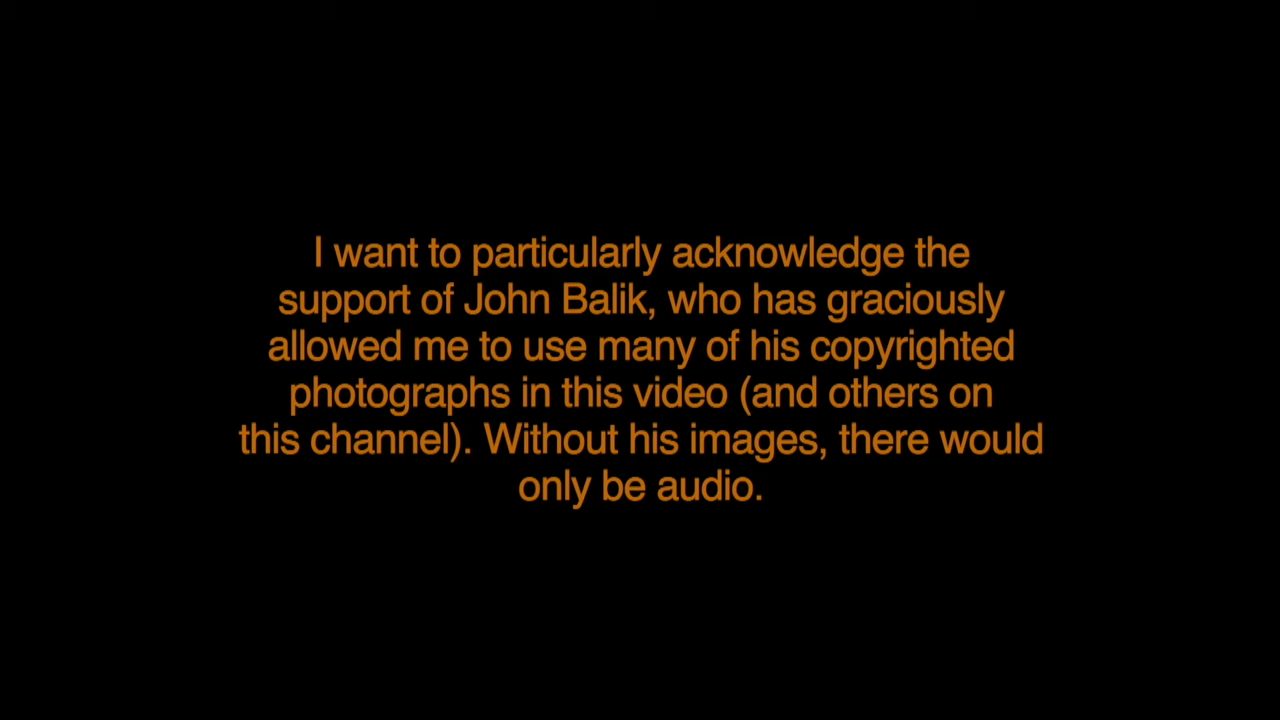 I want to particularly acknowledge the
support of John Balik, who has graciously
allowed me to use many of his copyrighted
photographs in this video (and others on
this channel). Without his images, there would
only be audio.